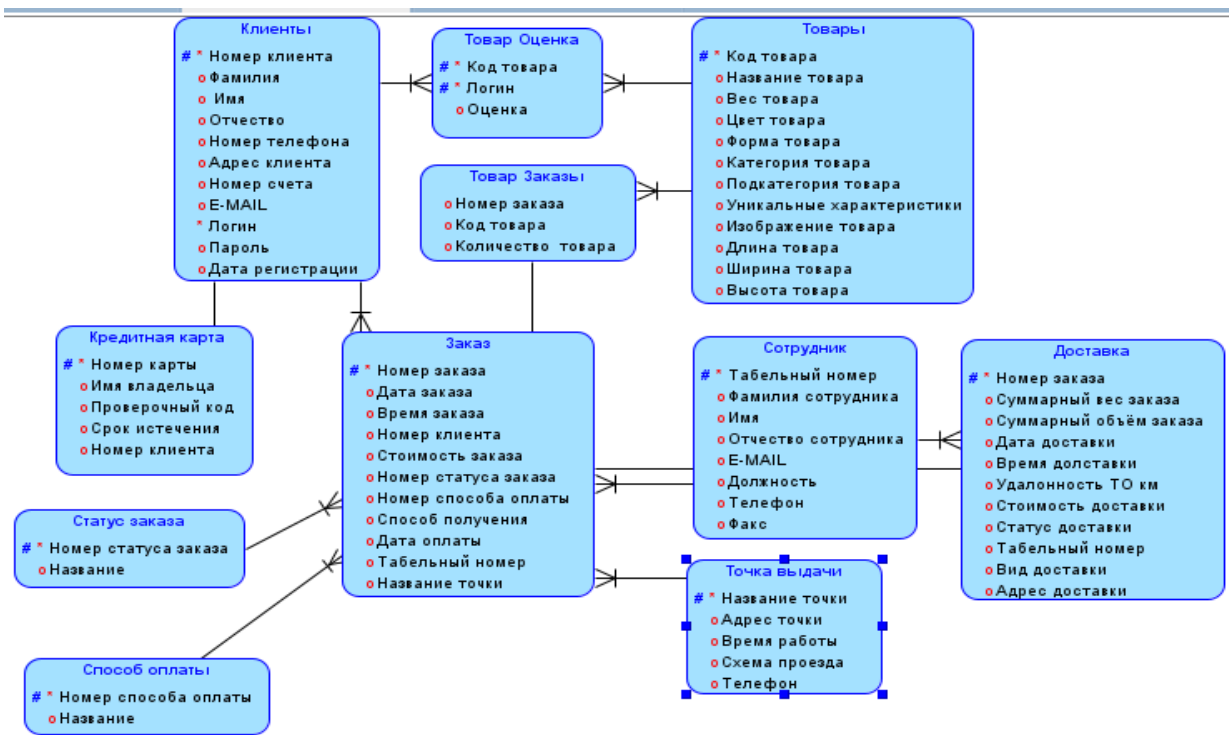 Клиенты
# * Номер клиента
o Фамилия
o Имя
o Отчество
o Номер телефона
o Адрес клиента
o Номер счета
o E-MAIL
* Логин
o Пароль
o Дата регистрации
Товар Оценка
# * Код товара
# * Логин
o Оценка
Товары
# * Код товара
o Название товара
o Вес товара
o Цвет товара
o Форма товара
o Категория товара
o Подкатегория товара
o Уникальные характеристики
o Изображение товара
o Длина товара
o Ширина товара
o Высота товара
Товар Заказы
o Номер заказа
o Код товара
o Количество товара
Кредитная карта
# * Номер карты
o Имя владельца
o Проверочный код
o Срок истечения
o Номер клиента
Заказ
# * Номер заказа
o Дата заказа
o Время заказа
o Номер клиента
o Стоимость заказа
o Номер статуса заказа
o Номер способа оплаты
o Способ получения
o Дата оплаты
o Табельный номер
o Название точки
Сотрудник
# * Табельный номер
o Фамилия сотрудника
o Имя
o Отчество сотрудника
o E-MAIL
o Должность
o Телефон
o Факс
Доставка
# * Номер заказа
o Суммарный вес заказа
o Суммарный объём заказа
o Дата доставки
o Время долставки
o Удалонность ТО км
o Стоимость доставки
o Статус доставки
o Табельный номер
o Вид доставки
o Адрес доставки
Статус заказа
# * Номер статуса заказа
o Название
Точка выдачи
# * Название точки
o Адрес точки
o Время работы
o Схема проезда
o Телефон
Способ оплаты
# * Номер способа оплаты
o Название